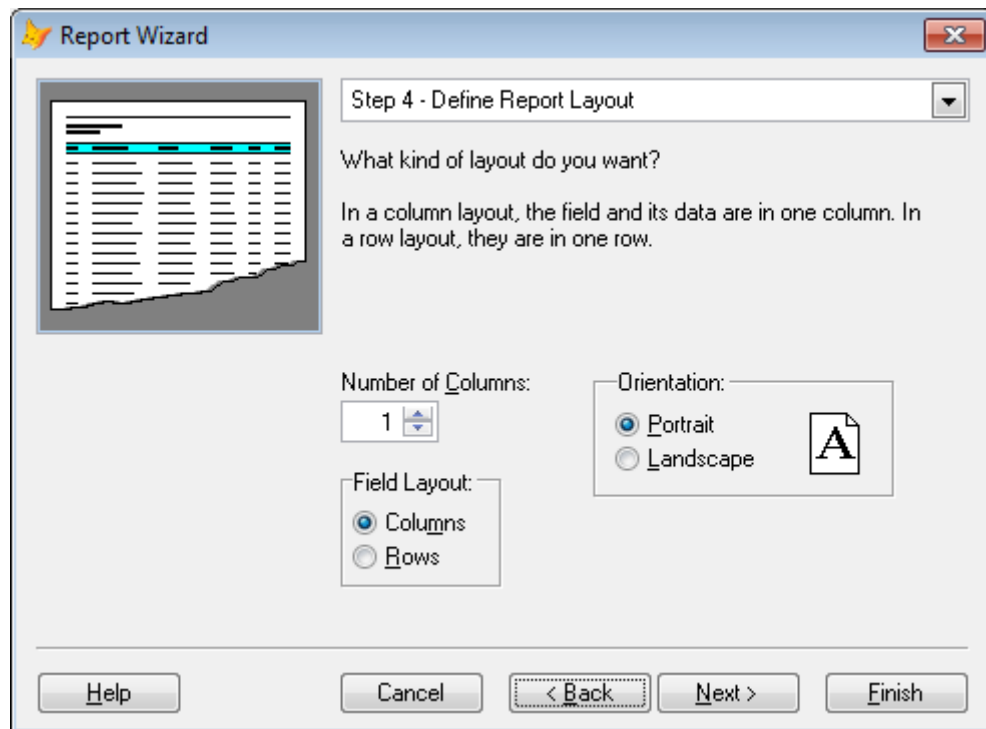 Report Wizard
Step 4 - Define Report Layout
What kind of layout do you want?
In a column layout, the field and its data are in one column. In
a row layout, they are in one row.
Number of Columns:
1
Orientation:
Portrait
Landscape
A
Field Layout:
Columns
Rows
Help
Cancel
< Back
Next >
Finish